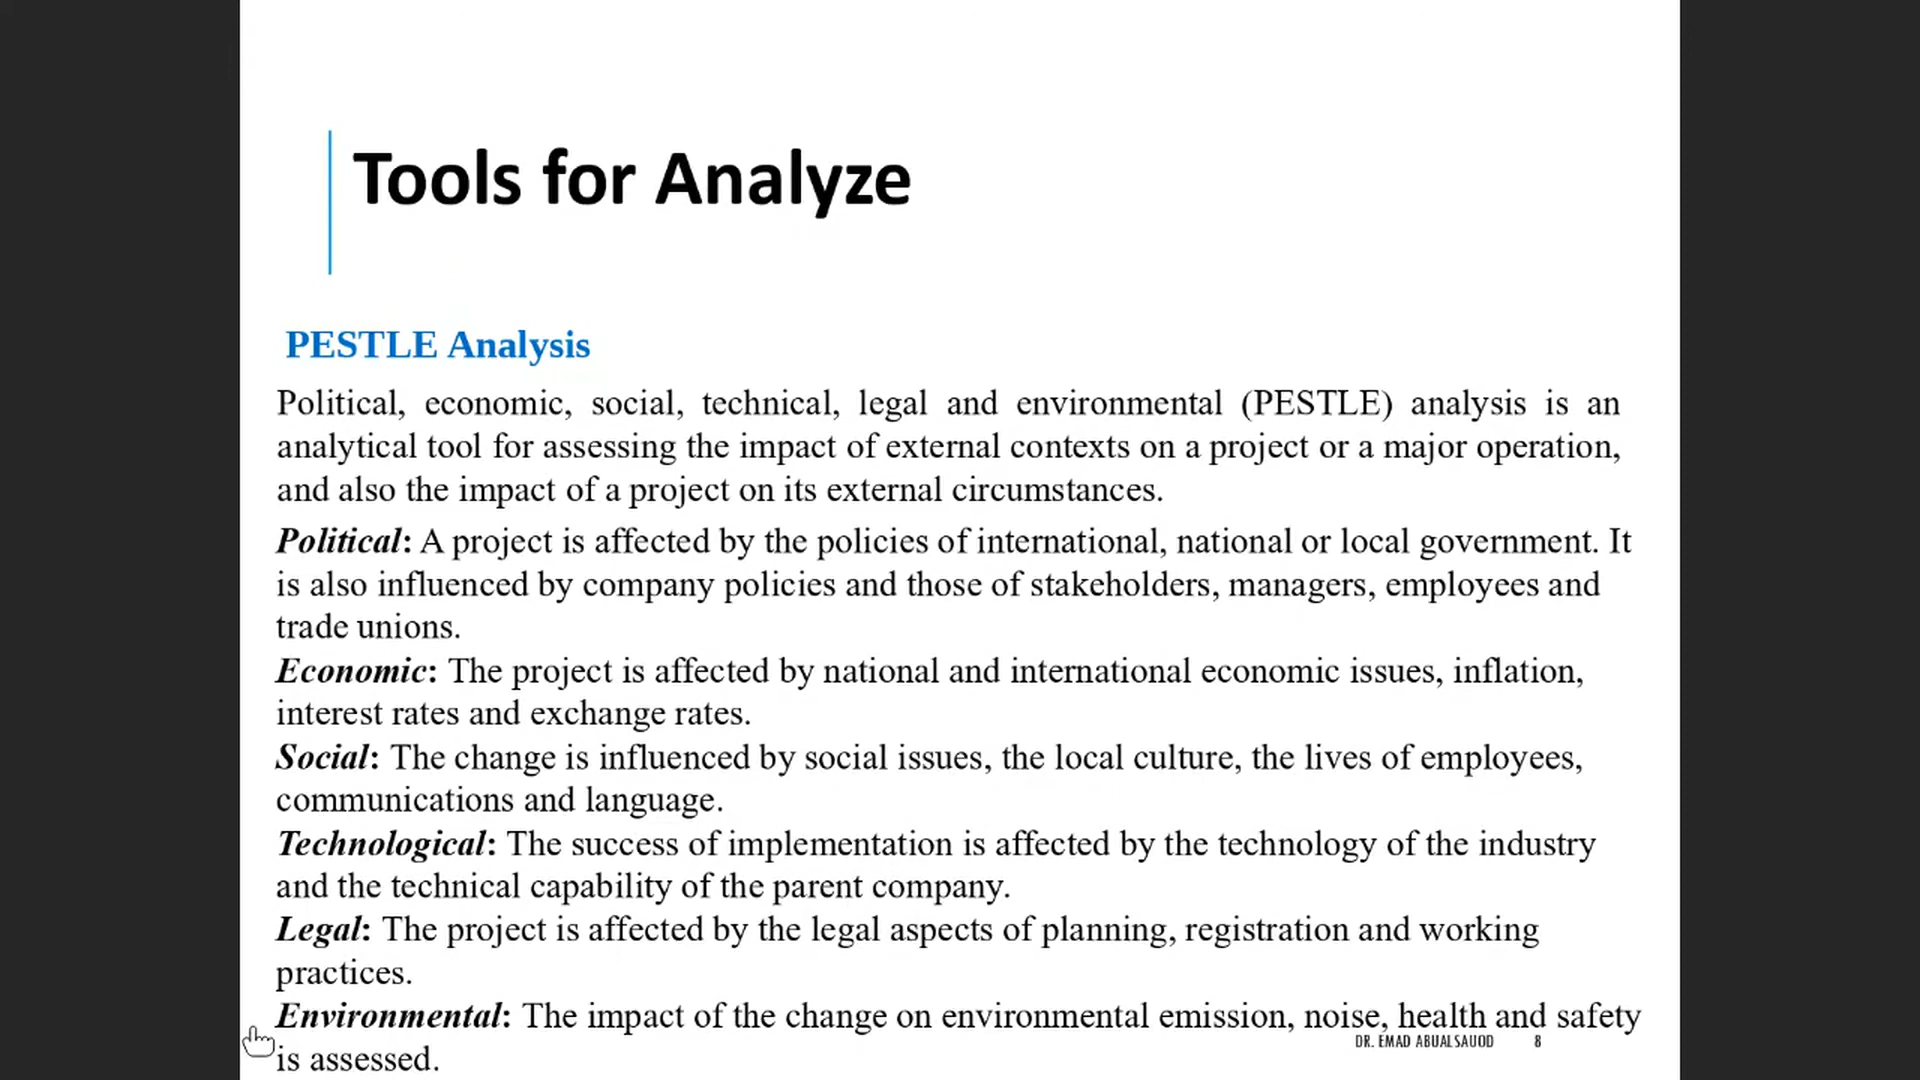 Tools for Analyze
PESTLE Analysis
Political, economic, social, technical, legal and environmental (PESTLE) analysis is an
analytical tool for assessing the impact of external contexts on a project or a major operation,
and also the impact of a project on its external circumstances.
Political: A project is affected by the policies of international, national or local government. It
is also influenced by company policies and those of stakeholders, managers, employees and
trade unions.
Economic: The project is affected by national and international economic issues, inflation,
interest rates and exchange rates.
Social: The change is influenced by social issues, the local culture, the lives of employees,
communications and language.
Technological: The success of implementation is affected by the technology of the industry
and the technical capability of the parent company.
Legal: The project is affected by the legal aspects of planning, registration and working
practices.
Environmental: The impact of the change on environmental emission, noise, health and safety
is assessed.
DR. EMAD ABUALSAUOD 8